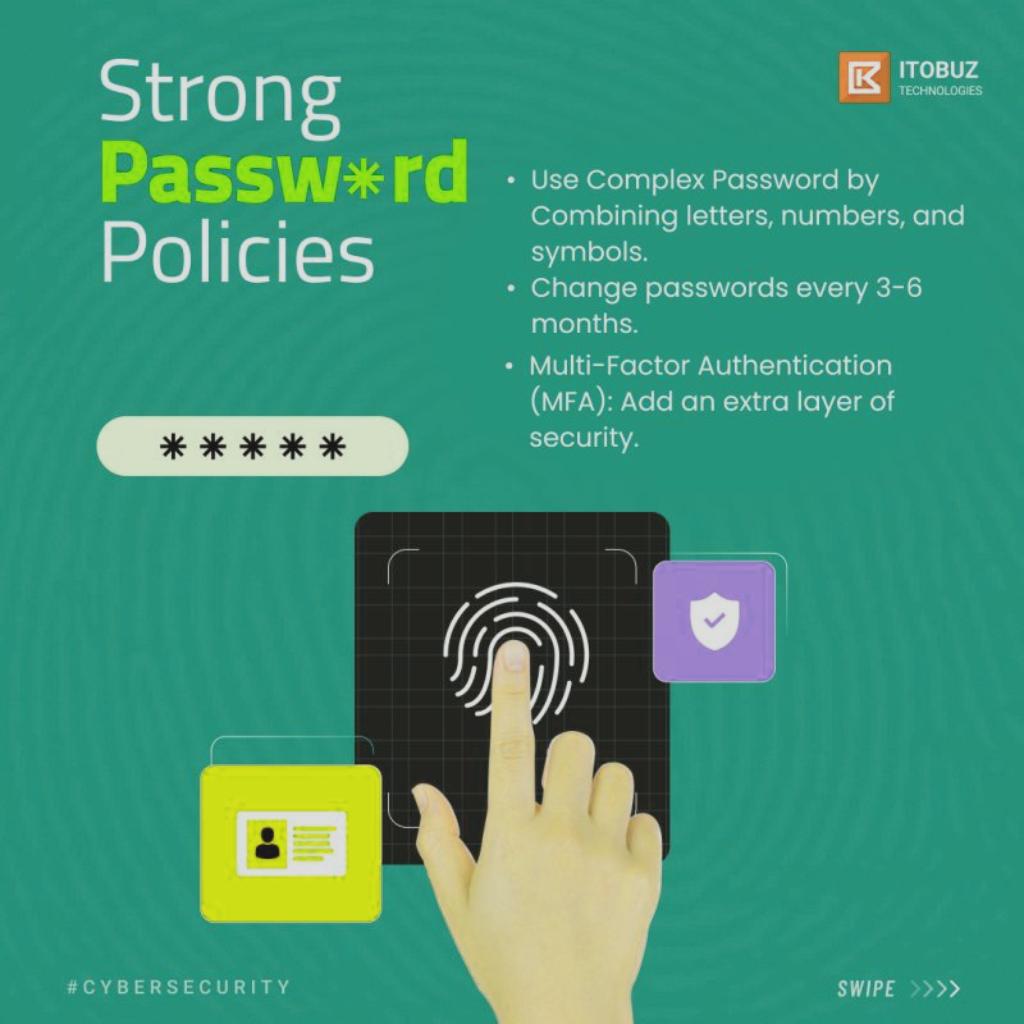 Strong
Passw*rd
Policies
ITOBUZ
TECHNOLOGIES
• Use Complex Password by
Combining letters, numbers, and
symbols.
• Change passwords every 3-6
months.
• Multi-Factor Authentication
(MFA): Add an extra layer of
security.
* * * * *
#CYBERSECURITY
SWIPE >>>>